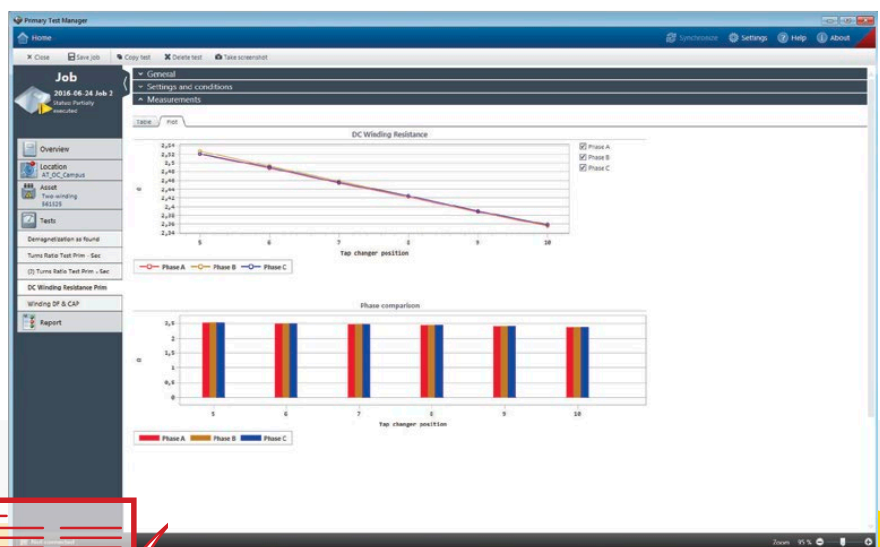 Primary Test Manager
Home
Synchronize Settings Help About
Close Save job Copy test Delete test Take screenshot
Job
2016-06-24 Job 2
Status: Partially
executed
General
Settings and conditions
Measurements
Table Plot
Overview
Location
AT_OC_Campus
Asset
Two-winding
Tests
Demagnetization as found
Turns Ratio Test Prim - Sec
(2) Turns Ratio Test Prim - Sec
DC Winding Resistance Prim
Winding DF & CAP
Report
DC Winding Resistance
2,54
2,52
2,5
2,48
2,46
2,44
2,42
2,4
2,38
2,36
2,34
5 6 7 8 9 10
Tap changer position
Phase A
Phase B
Phase C
Phase A Phase B Phase C
Phase comparison
2,5
2
1,5
1
0,5
0
5 6 7 8 9 10
Tap changer position
Phase A Phase B Phase C
Not connected
Zoom 95 %